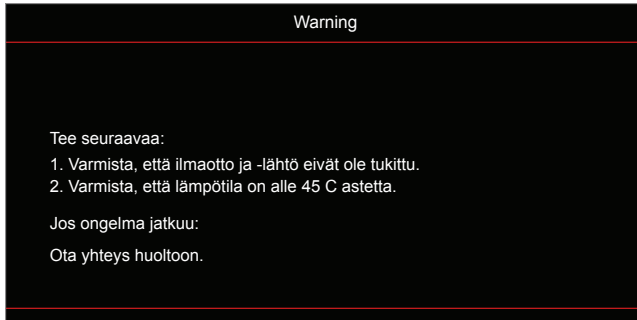 Warning
Tee seuraavaa:
1. Varmista, että ilmaotto ja -lähtö eivät ole tukittu.
2. Varmista, että lämpötila on alle 45 C astetta.
Jos ongelma jatkuu:
Ota yhteys huoltoon.